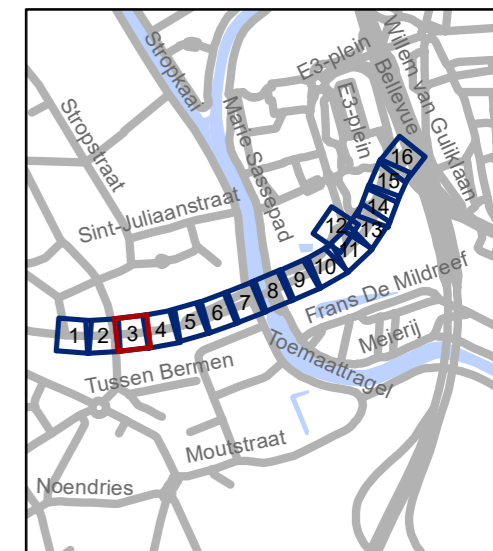 Stropkaai
Willem van Guliklaan
E3-plein
Bellevue
Stropstraat
Marie Sassepad
E3-plein
Sint-Juliaanstraat
16
15
14
13
12
11
10
9
8
7
6
5
4
3
2
1
Frans De Mildreef
Meierij
Toemaattragel
Tussen Bermen
Moutstraat
Noendries